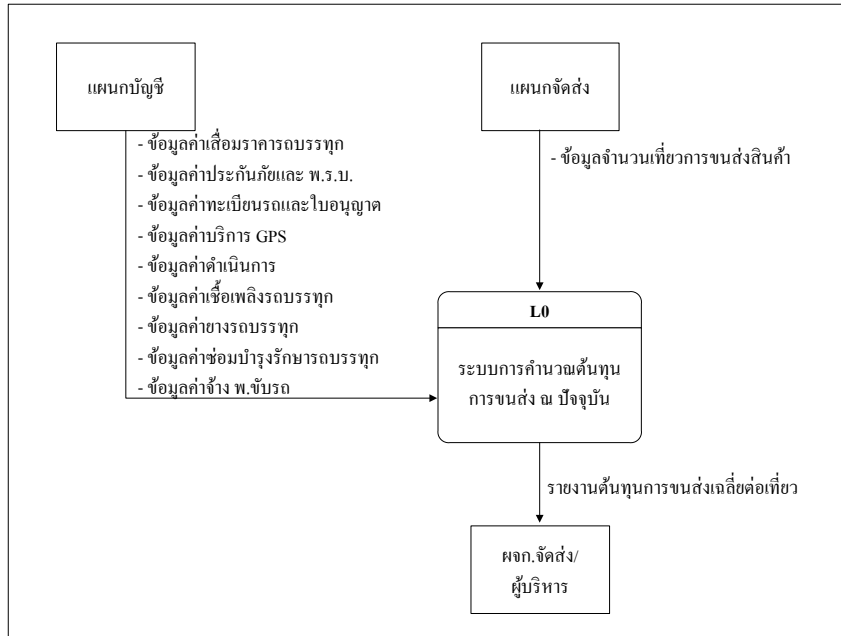 แผนกบัญชี
แผนกจัดส่ง
- ข้อมูลค่าเสื่อมราคารถบรรทุก
- ข้อมูลค่าประกันภัยและ พ.ร.บ.
- ข้อมูลค่าทะเบียนรถและใบอนุญาต
- ข้อมูลค่าบริการ GPS
- ข้อมูลค่าดำเนินการ
- ข้อมูลค่าเชื้อเพลิงรถบรรทุก
- ข้อมูลค่ายางรถบรรทุก
- ข้อมูลค่าซ่อมบำรุงรักษารถบรรทุก
- ข้อมูลค่าจ้าง พ.ขับรถ
- ข้อมูลจำนวนเที่ยวการขนส่งสินค้า
L0
ระบบการคำนวณต้นทุน
การขนส่ง ณ ปัจจุบัน
รายงานต้นทุนการขนส่งเฉลี่ยต่อเที่ยว
ผจก.จัดส่ง/
ผู้บริหาร